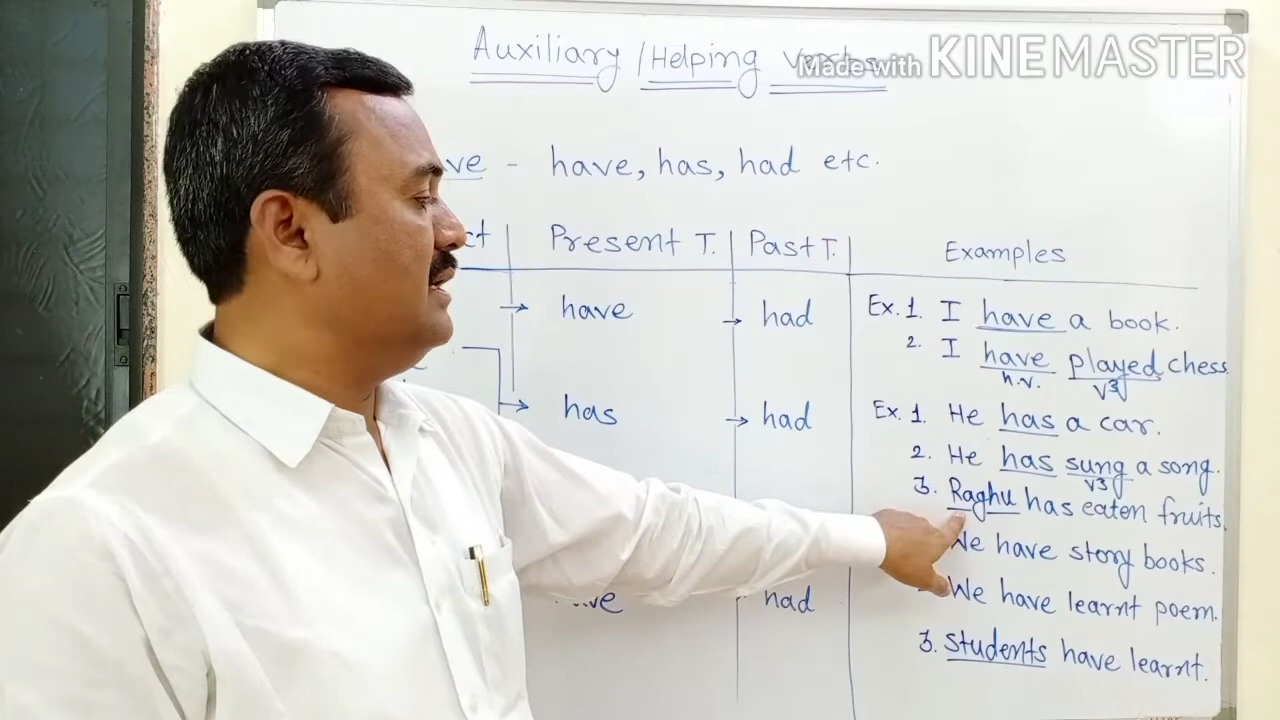 Auxiliary / Helping verbs
Made with KINEMASTER
ve - have, has, had etc.
ct Present T. Past T. Examples
→ have → had Ex. 1. I have a book.
2. I have played chess
h.v. V3
→ has → had Ex. 1. He has a car.
2. He has sung a song.
V3
3. Raghu has eaten fruits.
We have story books.
have had We have learnt poem.
3. Students have learnt.